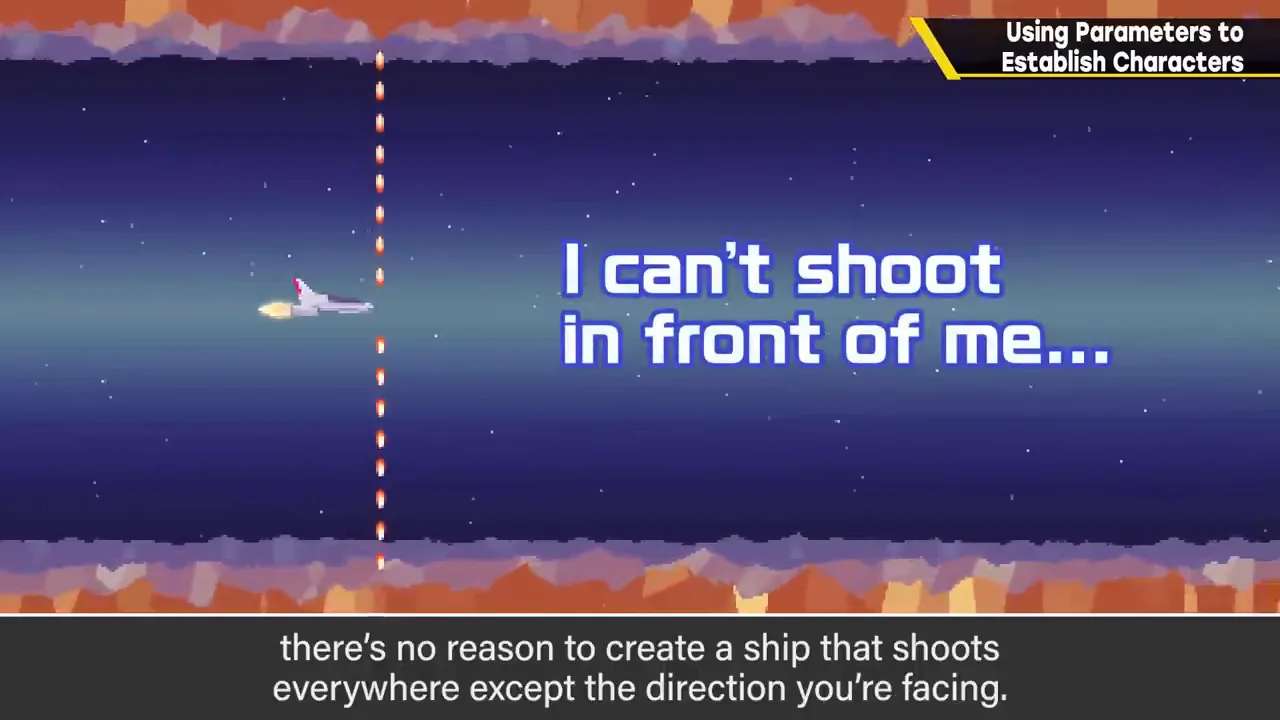 Using Parameters to
Establish Characters
I can't shoot
in front of me...
there's no reason to create a ship that shoots
everywhere except the direction you're facing.